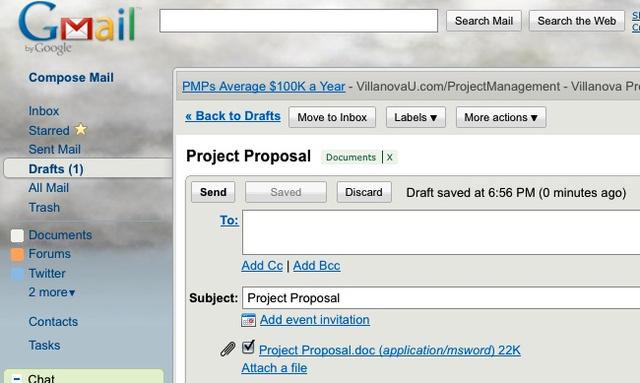 Gmail
by Google
Search Mail
Search the Web
Compose Mail
Inbox
Starred
Sent Mail
Drafts (1)
All Mail
Trash
Documents
Forums
Twitter
2 more▾
Contacts
Tasks
Chat
PMPs Average $100K a Year - VillanovaU.com/ProjectManagement - Villanova
« Back to Drafts Move to Inbox Labels ▾ More actions ▾
Project Proposal Documents | X
Send Saved Discard Draft saved at 6:56 PM (0 minutes ago)
To:
Add Cc | Add Bcc
Subject: Project Proposal
Add event invitation
Project Proposal.doc (application/msword) 22K
Attach a file